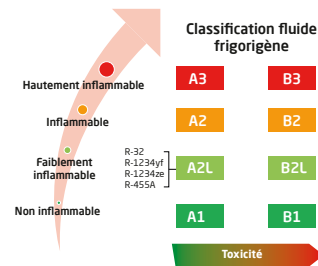 Classification fluide
frigorigène
Hautement inflammable
A3
B3
Inflammable
A2
B2
Faiblement
inflammable
R-32
R-1234yf
R-1234ze
R-455A
A2L
B2L
Non inflammable
A1
B1
Toxicité